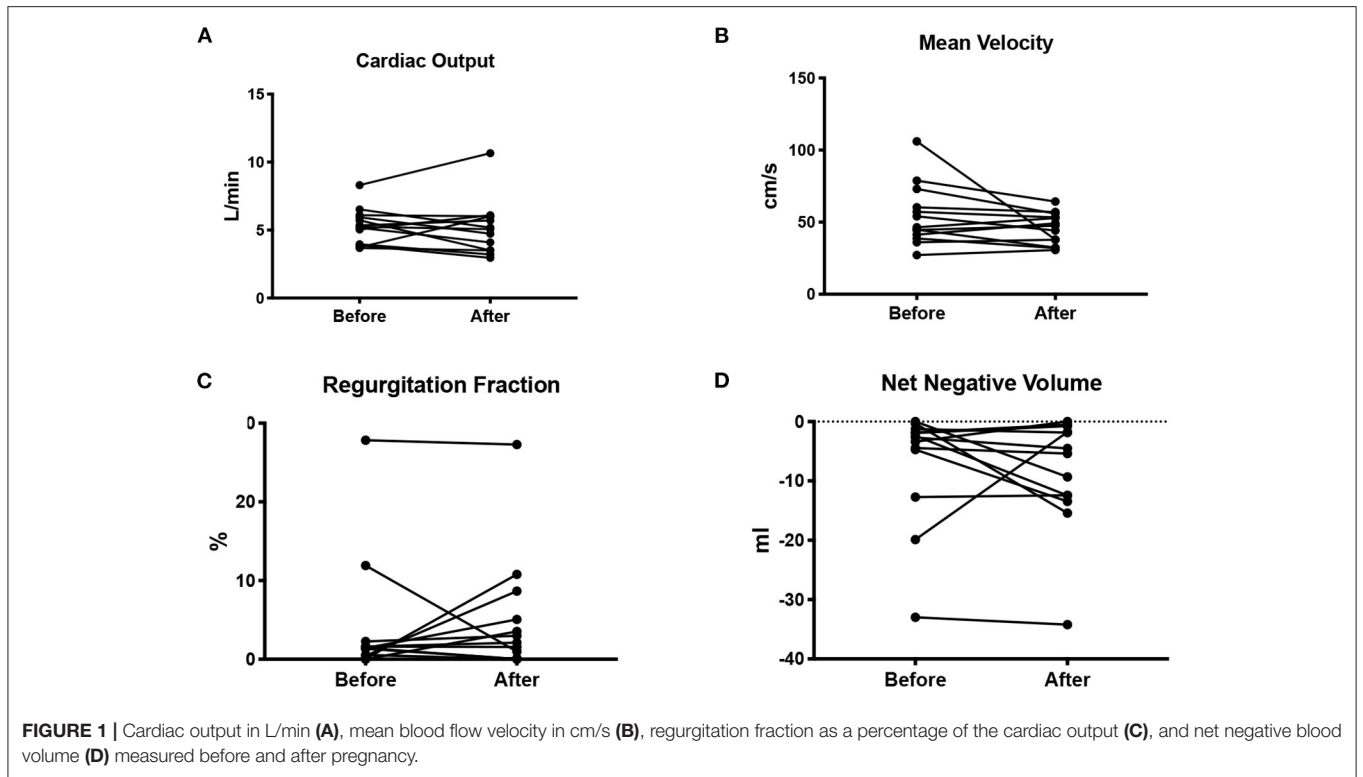 A
Cardiac Output
15
10
5
0
L/min
Before After
B
Mean Velocity
150
100
50
0
cm/s
Before After
C
Regurgitation Fraction
0
20
10
0
%
Before After
D
Net Negative Volume
0
-10
-20
-30
-40
ml
Before After
FIGURE 1 | Cardiac output in L/min (A), mean blood flow velocity in cm/s (B), regurgitation fraction as a percentage of the cardiac output (C), and net negative blood
volume (D) measured before and after pregnancy.